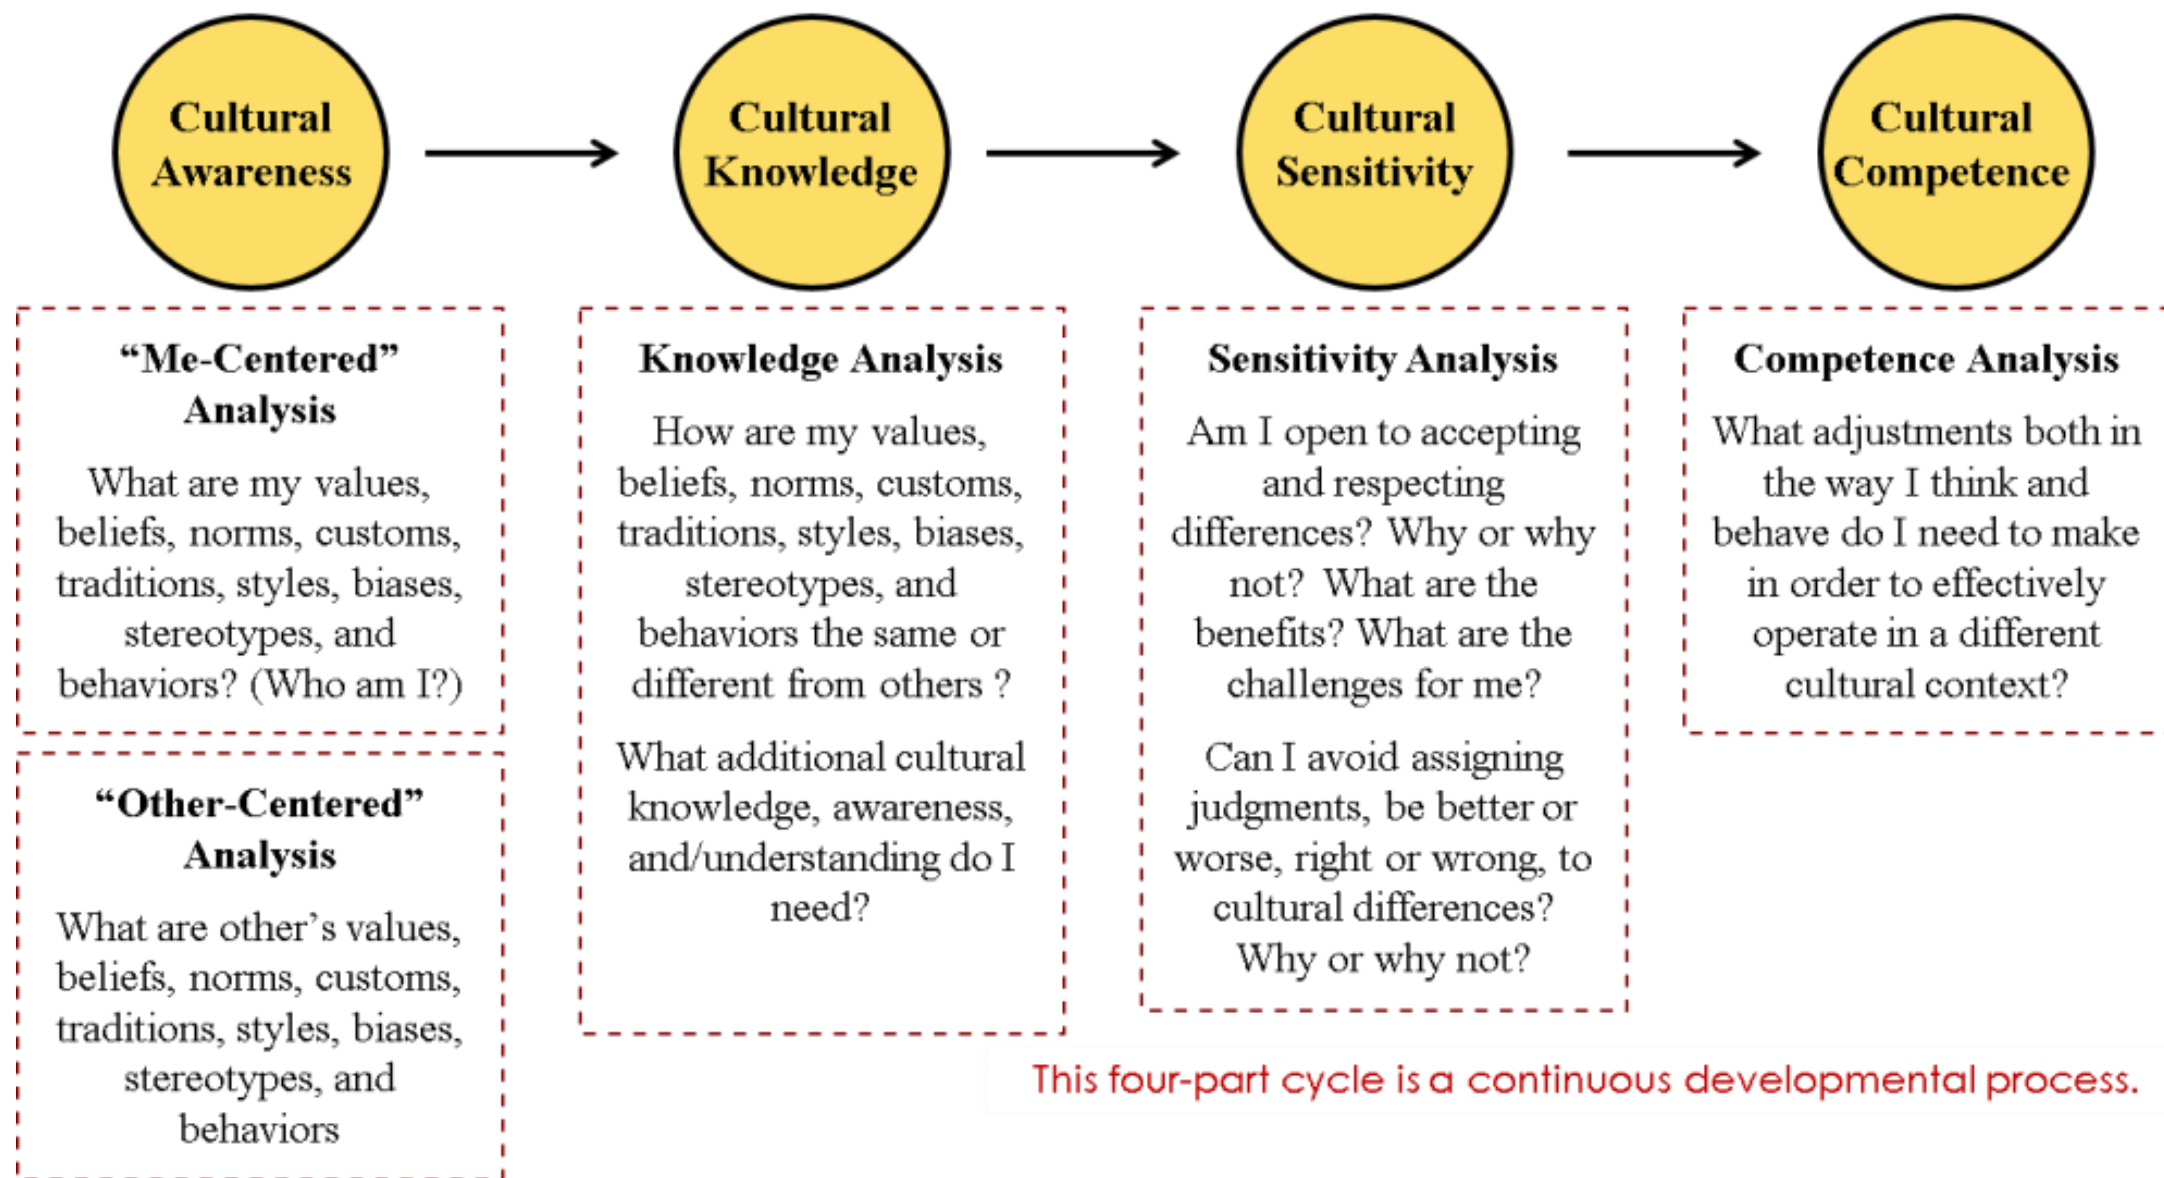 Cultural
Awareness
Cultural
Knowledge
Cultural
Sensitivity
Cultural
Competence
“Me-Centered”
Analysis
What are my values,
beliefs, norms, customs,
traditions, styles, biases,
stereotypes, and
behaviors? (Who am I?)
“Other-Centered”
Analysis
What are other’s values,
beliefs, norms, customs,
traditions, styles, biases,
stereotypes, and
behaviors
Knowledge Analysis
How are my values,
beliefs, norms, customs,
traditions, styles, biases,
stereotypes, and
behaviors the same or
different from others ?
What additional cultural
knowledge, awareness,
and/understanding do I
need?
Sensitivity Analysis
Am I open to accepting
and respecting
differences? Why or why
not? What are the
benefits? What are the
challenges for me?
Can I avoid assigning
judgments, be better or
worse, right or wrong, to
cultural differences?
Why or why not?
Competence Analysis
What adjustments both in
the way I think and
behave do I need to make
in order to effectively
operate in a different
cultural context?
This four-part cycle is a continuous developmental process.